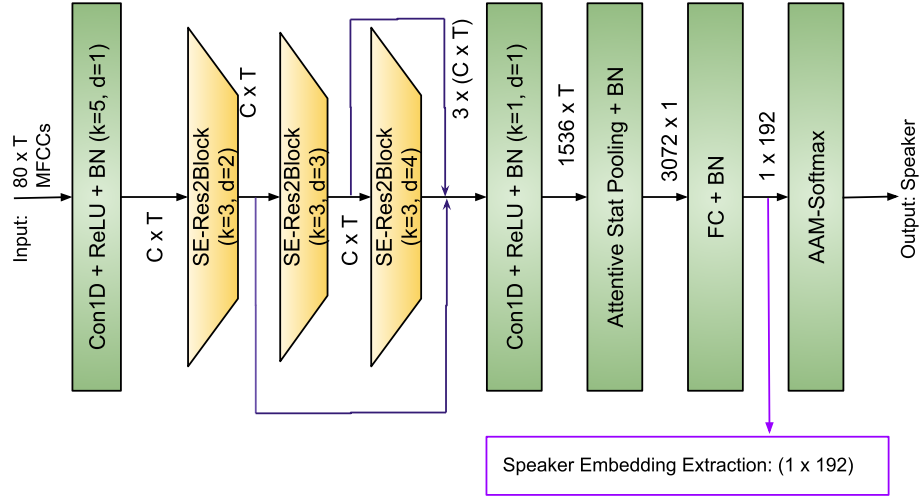 Input:
80 x T
MFCCs
Con1D + ReLU + BN (k=5, d=1)
C x T
SE-Res2Block
(k=3, d=2)
C x T
SE-Res2Block
(k=3, d=3)
C x T
SE-Res2Block
(k=3, d=4)
3 x (C x T)
Con1D + ReLU + BN (k=1, d=1)
1536 x T
Attentive Stat Pooling + BN
3072 x 1
FC + BN
1 x 192
AAM-Softmax
Output: Speaker
Speaker Embedding Extraction: (1 x 192)